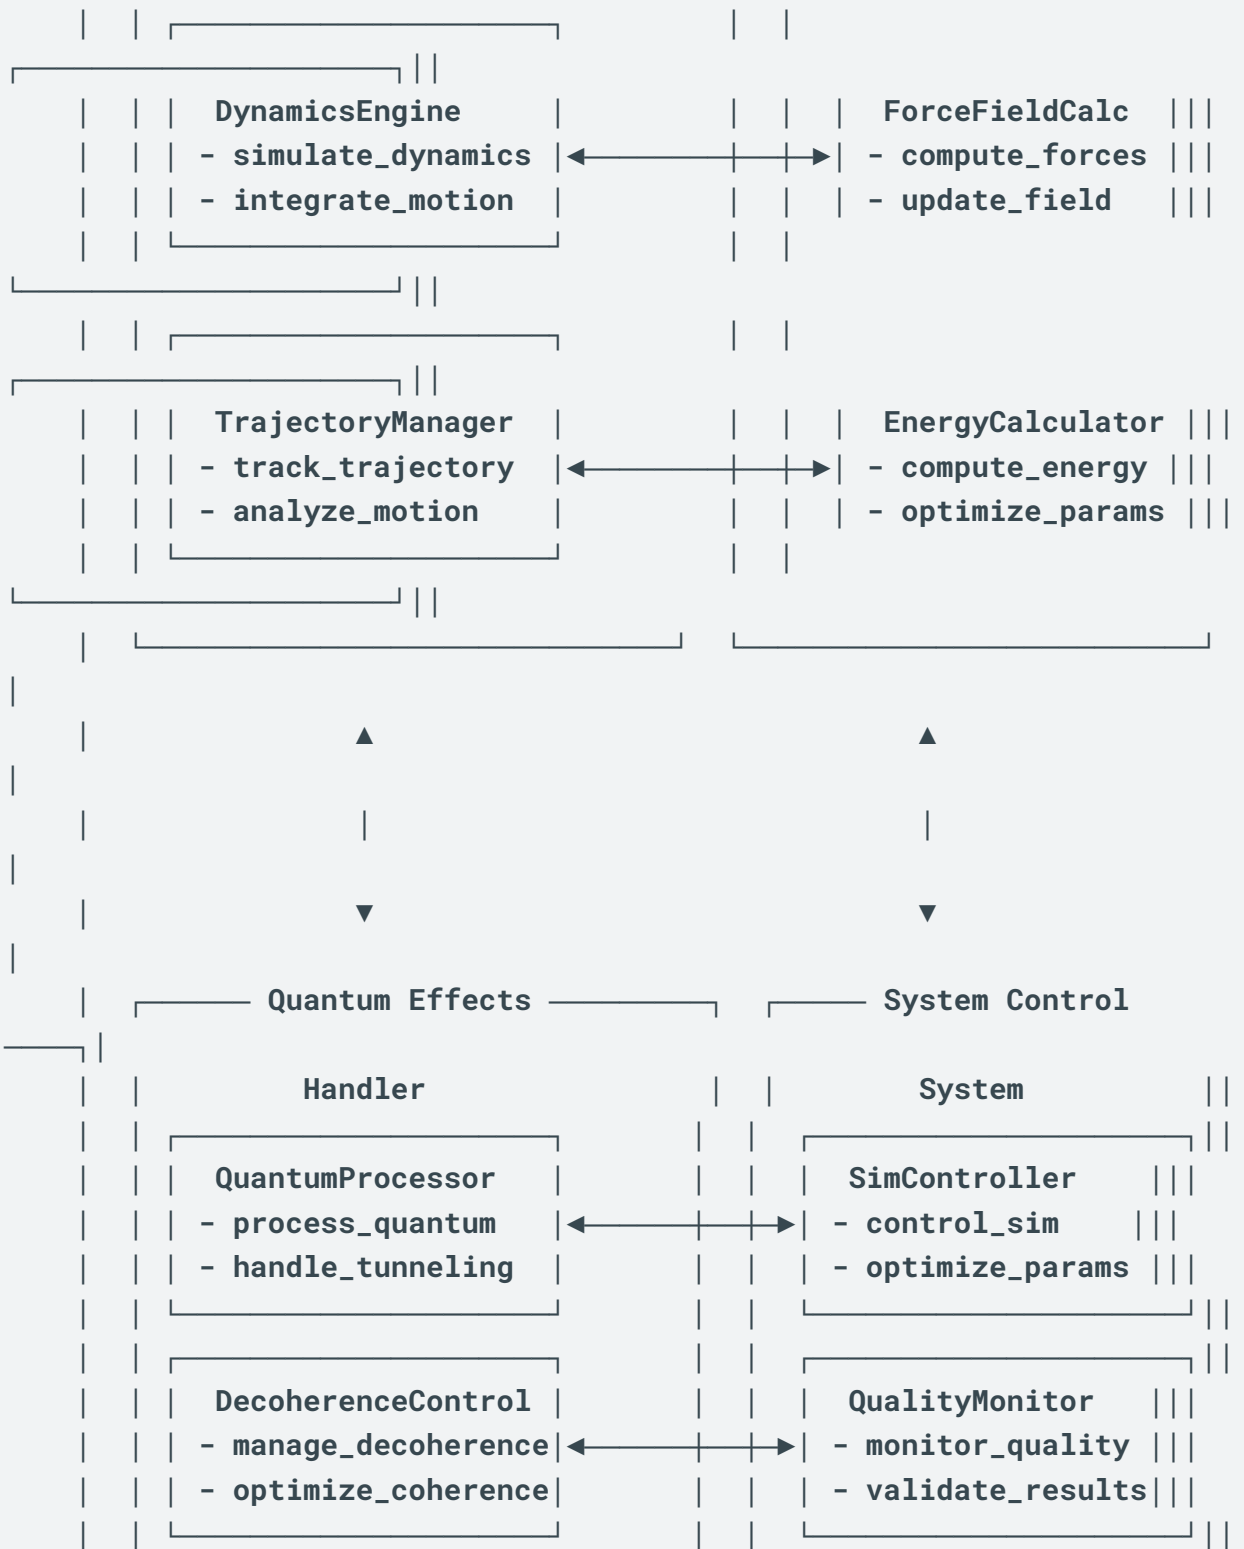 DynamicsEngine ForceFieldCalc
- simulate_dynamics - compute_forces
- integrate_motion - update_field
TrajectoryManager EnergyCalculator
- track_trajectory - compute_energy
- analyze_motion - optimize_params
Quantum Effects System Control
Handler System
QuantumProcessor SimController
- process_quantum - control_sim
- handle_tunneling - optimize_params
DecoherenceControl QualityMonitor
- manage_decoherence - monitor_quality
- optimize_coherence - validate_results